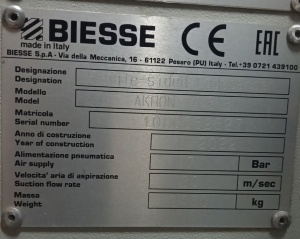 BIESSE CE EAC
made in Italy
BIESSE S.p.A - Via della Meccanica, 16 - 61122 Pesaro (PU) Italy - Tel.+39 0721 439100
Designazione
Designation
Modello
Model AKRON
Matricola
Serial number
Anno di costruzione
Year of construction
Alimentazione pneumatica
Air supply Bar
Velocita' aria di aspirazione
Suction flow rate m/sec
Massa
Weight kg